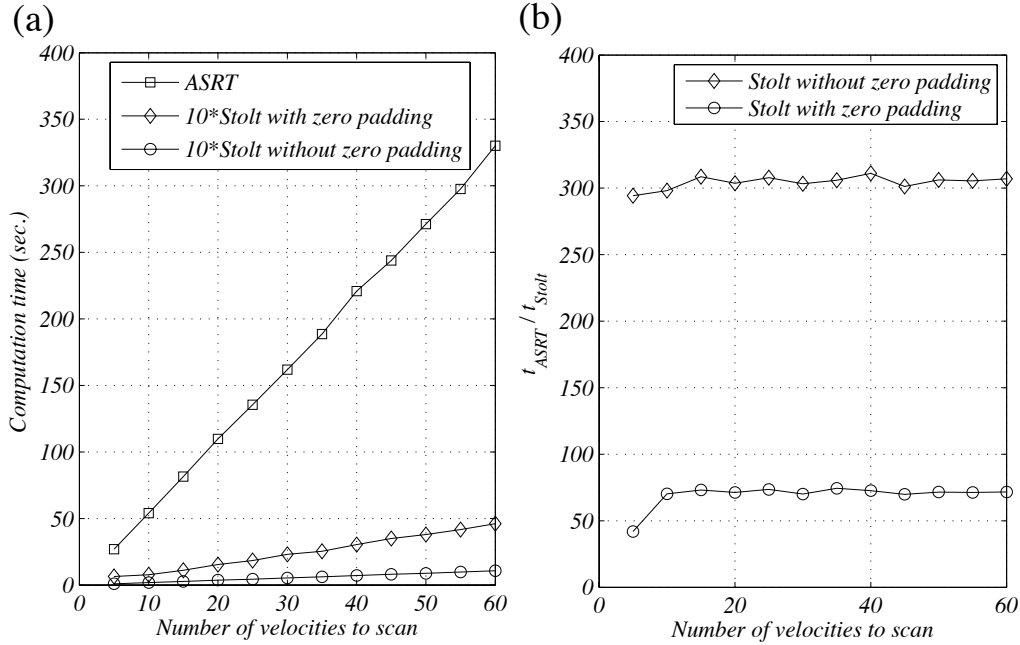 (a)
400
350
300
250
200
150
100
50
0
0 10 20 30 40 50 60
Computation time (sec.)
Number of velocities to scan
ASRT
10*Stolt with zero padding
10*Stolt without zero padding
(b)
400
350
300
250
200
150
100
50
0
0 20 40 60
t_ASRT / t_Stolt
Number of velocities to scan
Stolt without zero padding
Stolt with zero padding